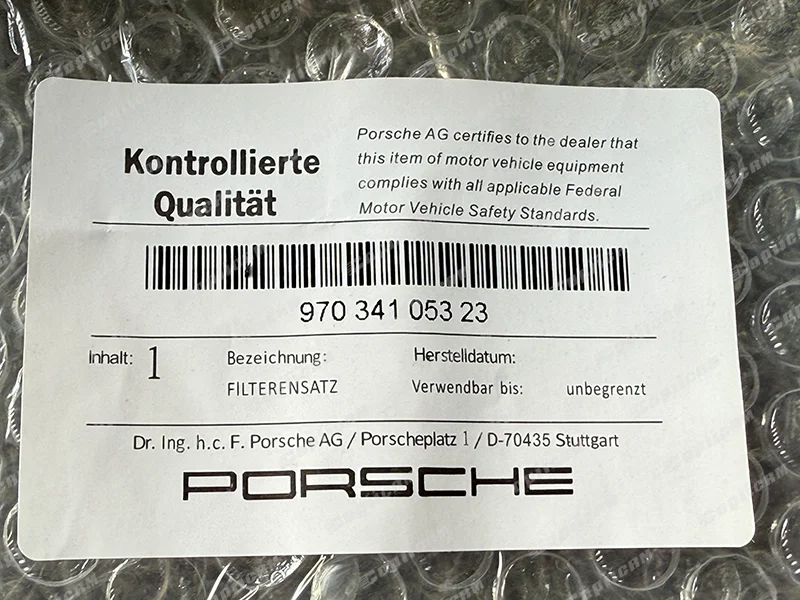 Kontrollierte
Qualität
Porsche AG certifies to the dealer that
this item of motor vehicle equipment
complies with all applicable Federal
Motor Vehicle Safety Standards.
970 341 053 23
Inhalt: 1
Bezeichnung:
FILTERENSATZ
Herstelldatum:
Verwendbar bis: unbegrenzt
Dr. Ing. h.c. F. Porsche AG / Porscheplatz 1 / D-70435 Stuttgart
PORSCHE